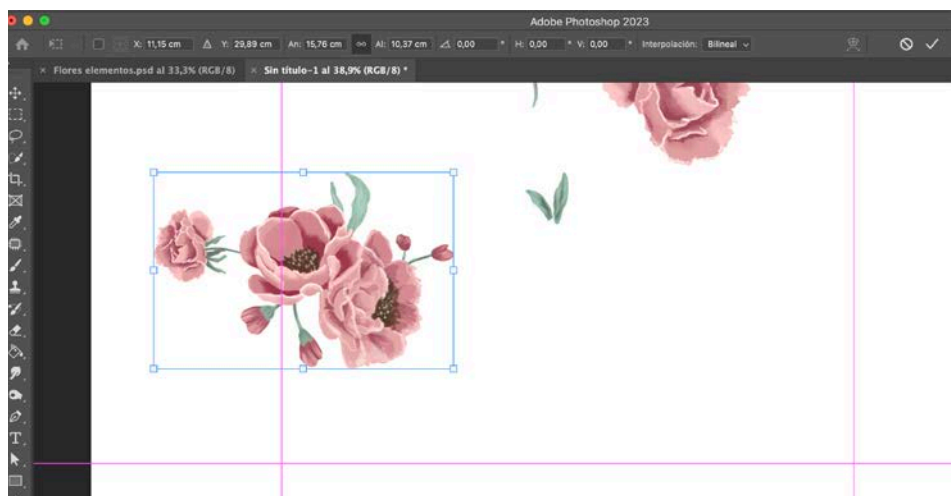 Adobe Photoshop 2023
X: 11,15 cm Y: 29,89 cm An: 15,76 cm Al: 10,37 cm 0,00 ° H: 0,00 ° V: 0,00 ° Interpolación: Bilineal
× Flores elementos.psd al 33,3% (RGB/8) × Sin título-1 al 38,9% (RGB/8) *